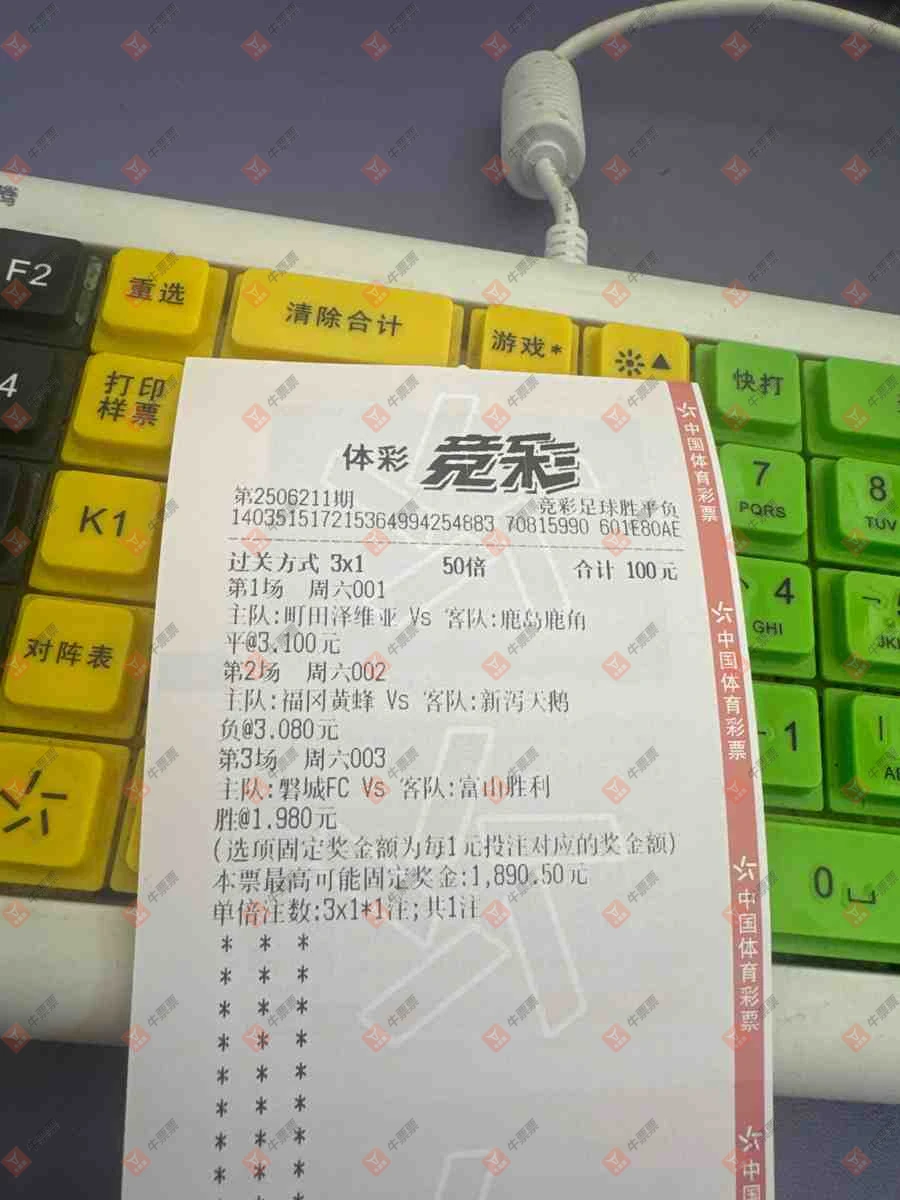 腾
F2
重选
清除合计
游戏*
▲
快打
4
打印
样票
K1
对阵表
7
PQRS
8
TUV
4
GHI
JK
1
0
体彩 竞彩
第2506211期 竞彩足球胜平负
140351517215364994254883 70815990 601E80AE
过关方式 3x1 50倍 合计 100元
第1场 周六001
主队:町田泽维亚 Vs 客队:鹿岛鹿角
平@3.100元
第2场 周六002
主队:福冈黄蜂 Vs 客队:新泻天鹅
负@3.080元
第3场 周六003
主队:磐城FC Vs 客队:富山胜利
胜@1.980元
(选项固定奖金额为每1元投注对应的奖金额)
本票最高可能固定奖金:1,890.50元
单倍注数:3x1*1注;共1注
* * *
* * *
* * *
* * *
* * *
* * *
* * *
* * *
中国体育彩票
中国体育彩票
中国体育彩票
中国
牛票票